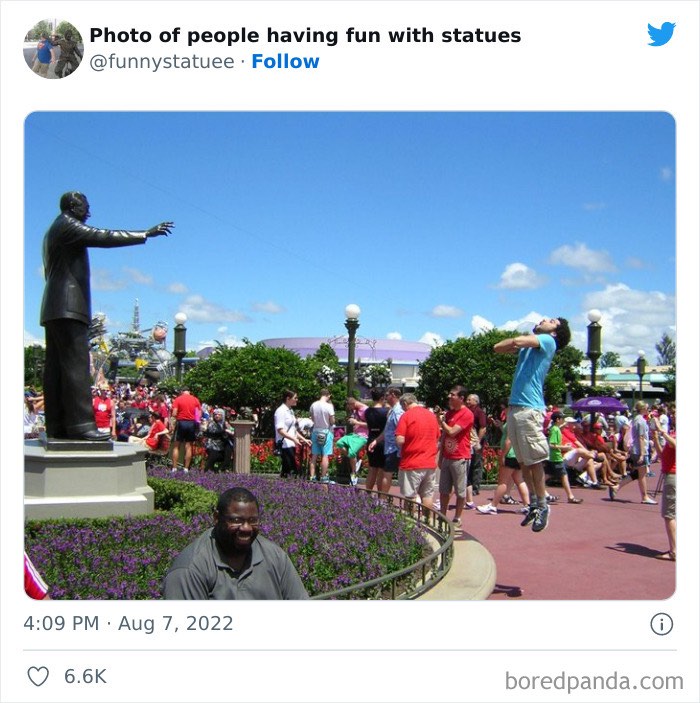 Photo of people having fun with statues
@funnystatuee · Follow
4:09 PM · Aug 7, 2022
6.6K
boredpanda.com